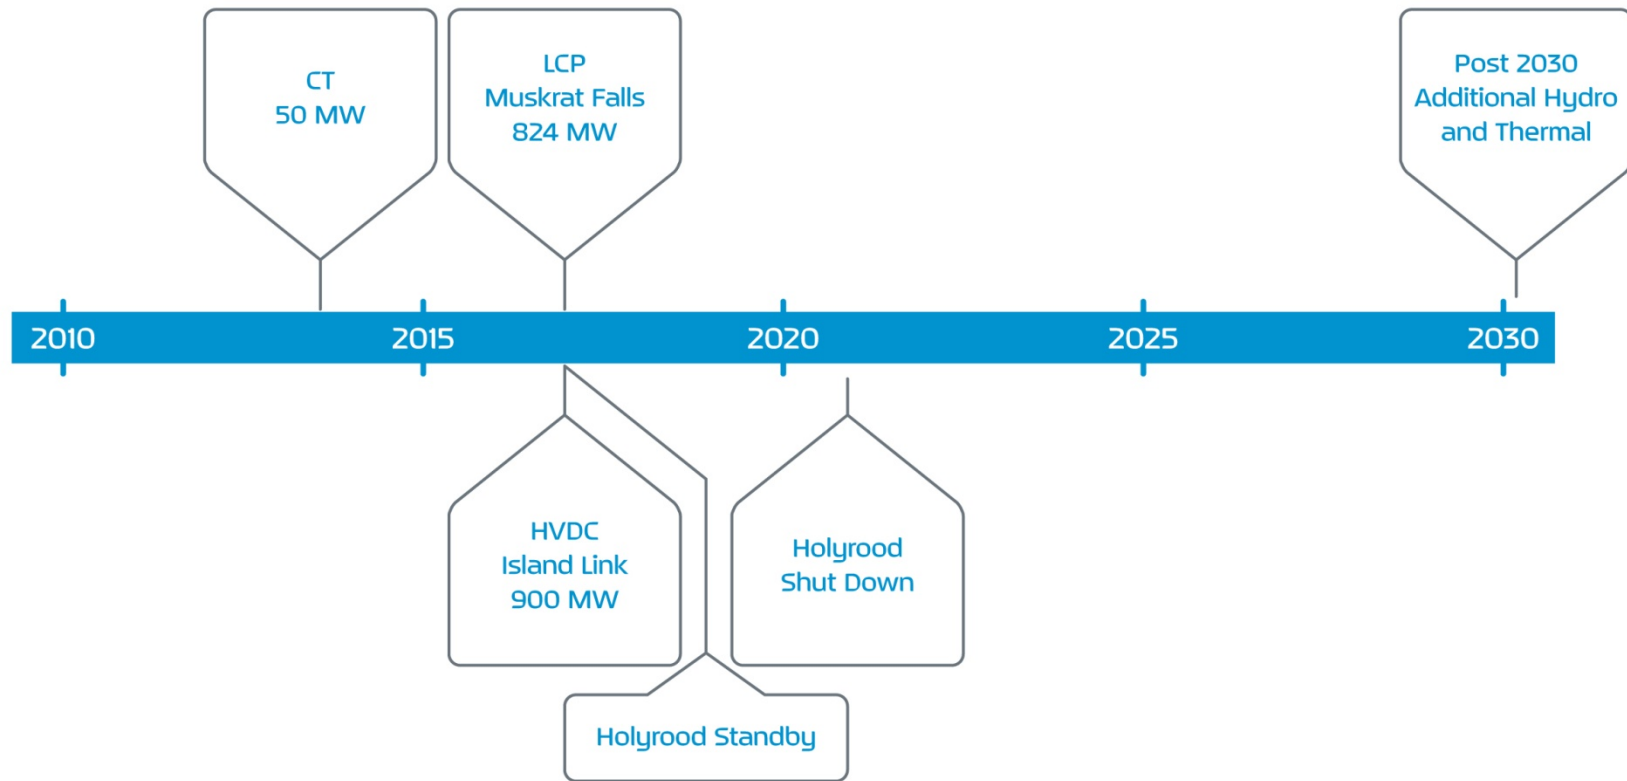 CT
50 MW
LCP
Muskrat Falls
824 MW
Post 2030
Additional Hydro
and Thermal
2010
2015
2020
2025
2030
HVDC
Island Link
900 MW
Holyrood
Shut Down
Holyrood Standby